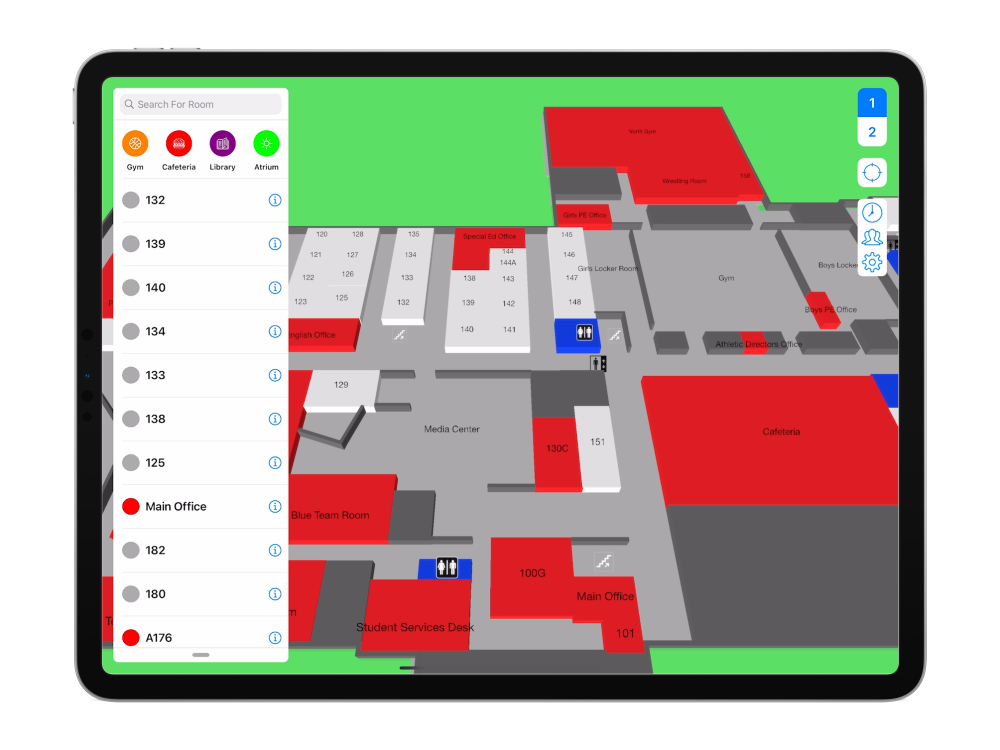 Search For Room
Gym
Cafeteria
Library
Atrium
132
139
140
134
133
138
125
Main Office
182
180
A176
1
2
North Gym
Wrestling Room
Girls PE Office
120
128
135
Special Ed Office
145
121
127
134
144
146
144A
Girls Locker Room
Boys Locke
122
126
133
138
143
147
Gym
123
125
132
139
142
148
Boys PE Office
140
141
nglish Office
Athletic Directors Office
129
Media Center
130C
151
Cafeteria
Blue Team Room
100G
Main Office
Student Services Desk
101